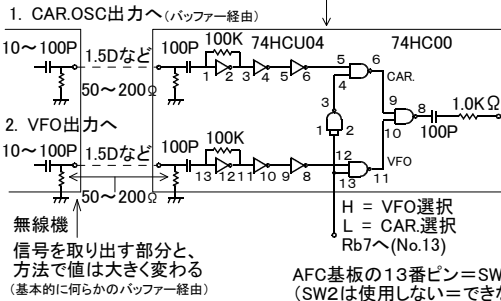 1. CAR.OSC出力へ(バッファー経由)
10～100P
1.5Dなど
100P
100K
74HCU04
74HC00
1 2 3 4 5 6
5
4
6
CAR.
50～200Ω
3
1 2
9
10
8
1.0KΩ
100P
2. VFO出力へ
10～100P
1.5Dなど
100P
100K
13 12 11 10 9 8
12
13
11
VFO
50～200Ω
無線機
信号を取り出す部分と、
方法で値は大きく変わる
(基本的に何らかのバッファー経由)
H = VFO選択
L = CAR.選択
Rb7へ(No.13)
AFC基板の13番ピン=SW
(SW2は使用しない=でき